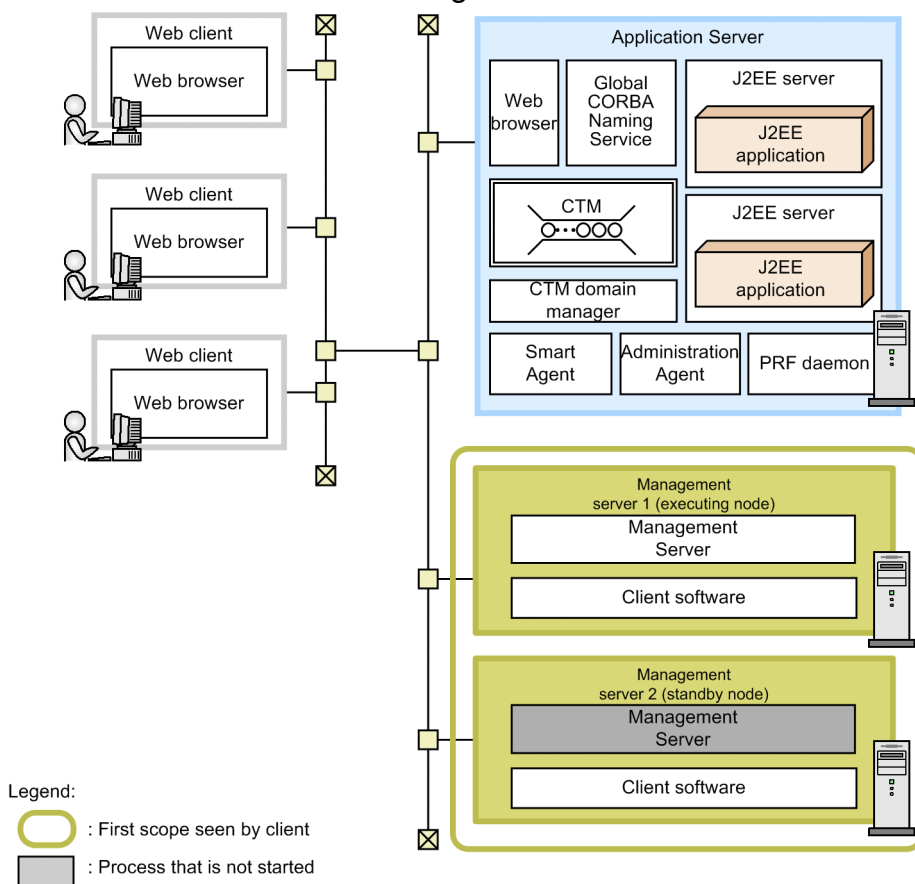 Web client
Web browser
Web client
Web browser
Web client
Web browser
Application Server
Web
browser
Global
CORBA
Naming
Service
J2EE server
J2EE
application
CTM
J2EE server
J2EE
application
CTM domain
manager
Smart
Agent
Administration
Agent
PRF daemon
Management
server 1 (executing node)
Management
Server
Client software
Management
server 2 (standby node)
Management
Server
Client software
Legend:
: First scope seen by client
: Process that is not started